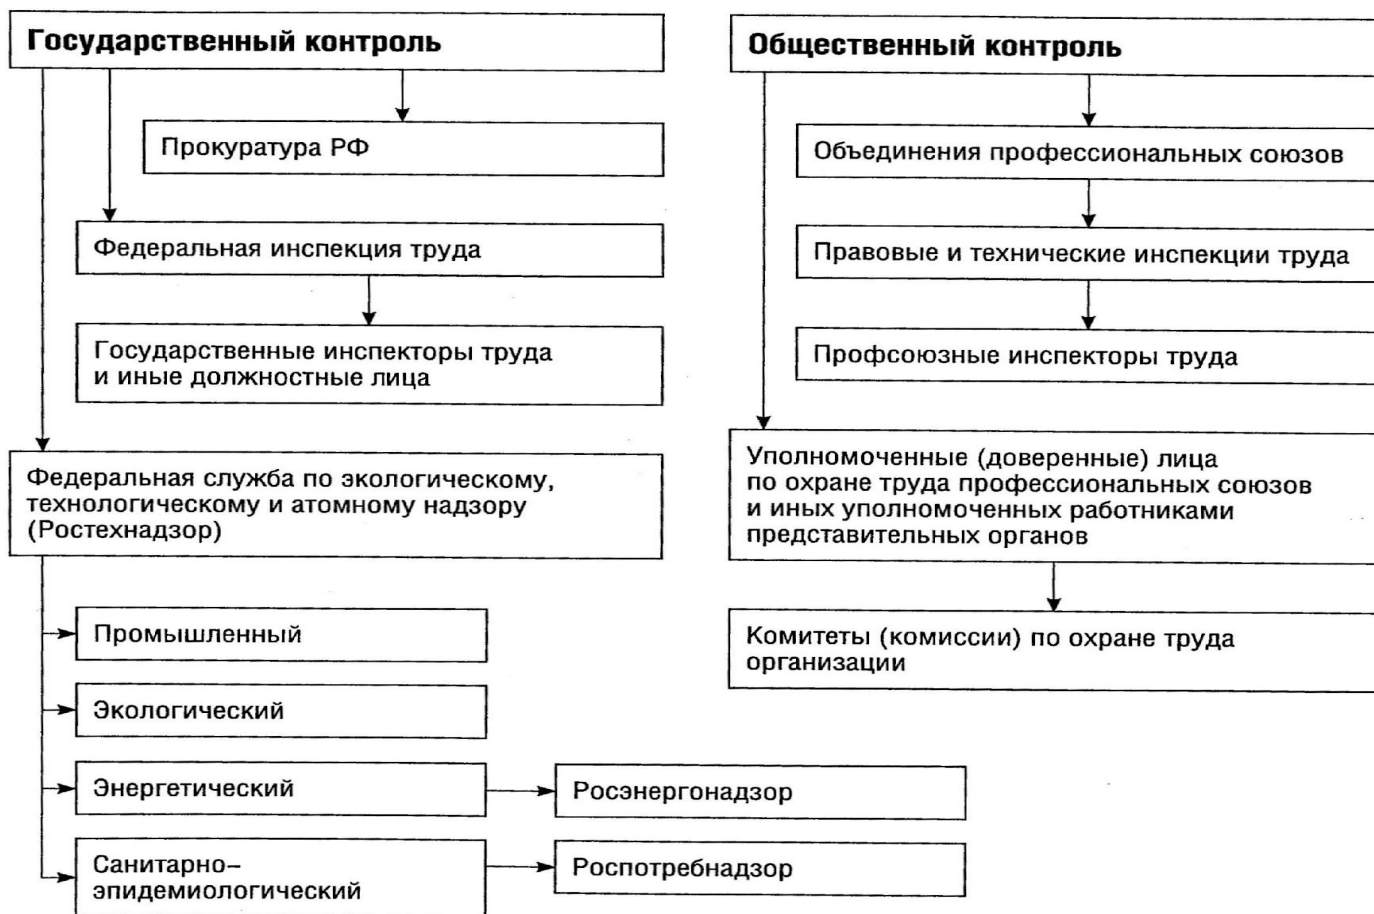 Государственный контроль
Прокуратура РФ
Федеральная инспекция труда
Государственные инспекторы труда
и иные должностные лица
Федеральная служба по экологическому,
технологическому и атомному надзору
(Ростехнадзор)
Промышленный
Экологический
Энергетический
Росэнергонадзор
Санитарно–
эпидемиологический
Роспотребнадзор
Общественный контроль
Объединения профессиональных союзов
Правовые и технические инспекции труда
Профсоюзные инспекторы труда
Уполномоченные (доверенные) лица
по охране труда профессиональных союзов
и иных уполномоченных работниками
представительных органов
Комитеты (комиссии) по охране труда
организации